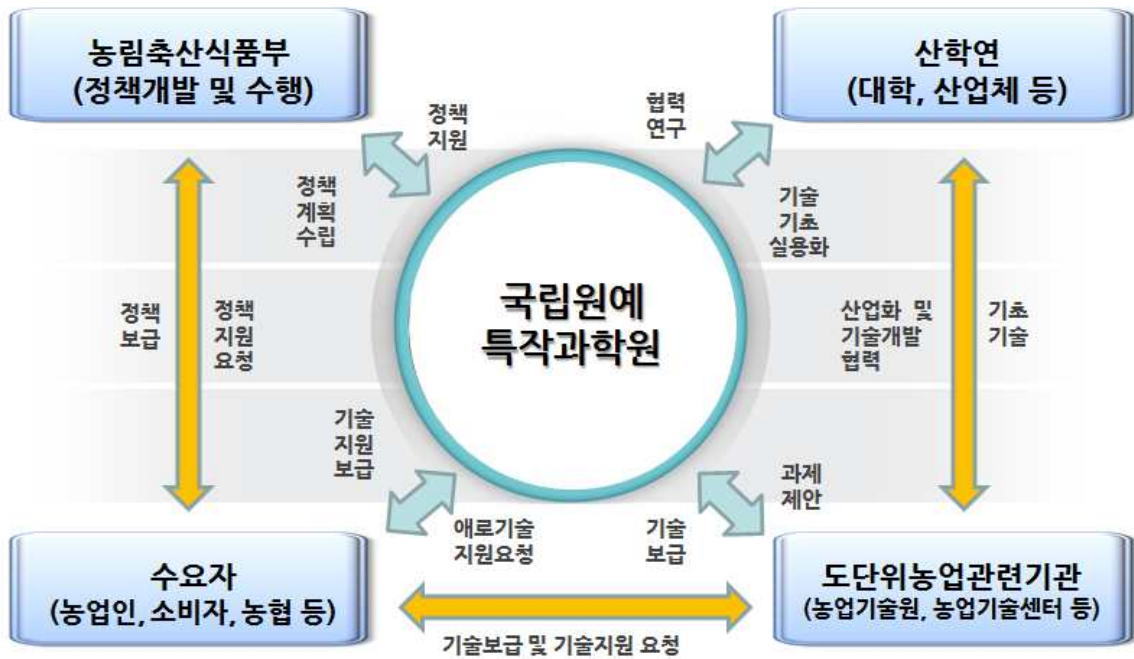 농림축산식품부
(정책개발 및 수행)
산학연
(대학, 산업체 등)
정책
지원
협력
연구
정책
계획
수립
기술
기초
실용화
국립원예
특작과학원
정책
보급
정책
지원
요청
산업화 및
기술개발
협력
기초
기술
기술
지원
보급
과제
제안
애로기술
지원요청
기술
보급
수요자
(농업인, 소비자, 농협 등)
도단위농업관련기관
(농업기술원, 농업기술센터 등)
기술보급 및 기술지원 요청